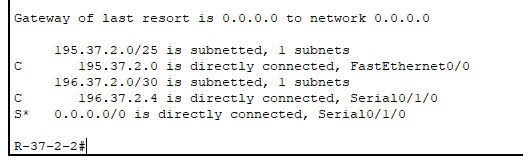 Gateway of last resort is 0.0.0.0 to network 0.0.0.0
195.37.2.0/25 is subnetted, 1 subnets
C 195.37.2.0 is directly connected, FastEthernet0/0
196.37.2.0/30 is subnetted, 1 subnets
C 196.37.2.4 is directly connected, Serial0/1/0
S* 0.0.0.0/0 is directly connected, Serial0/1/0
R-37-2-2#